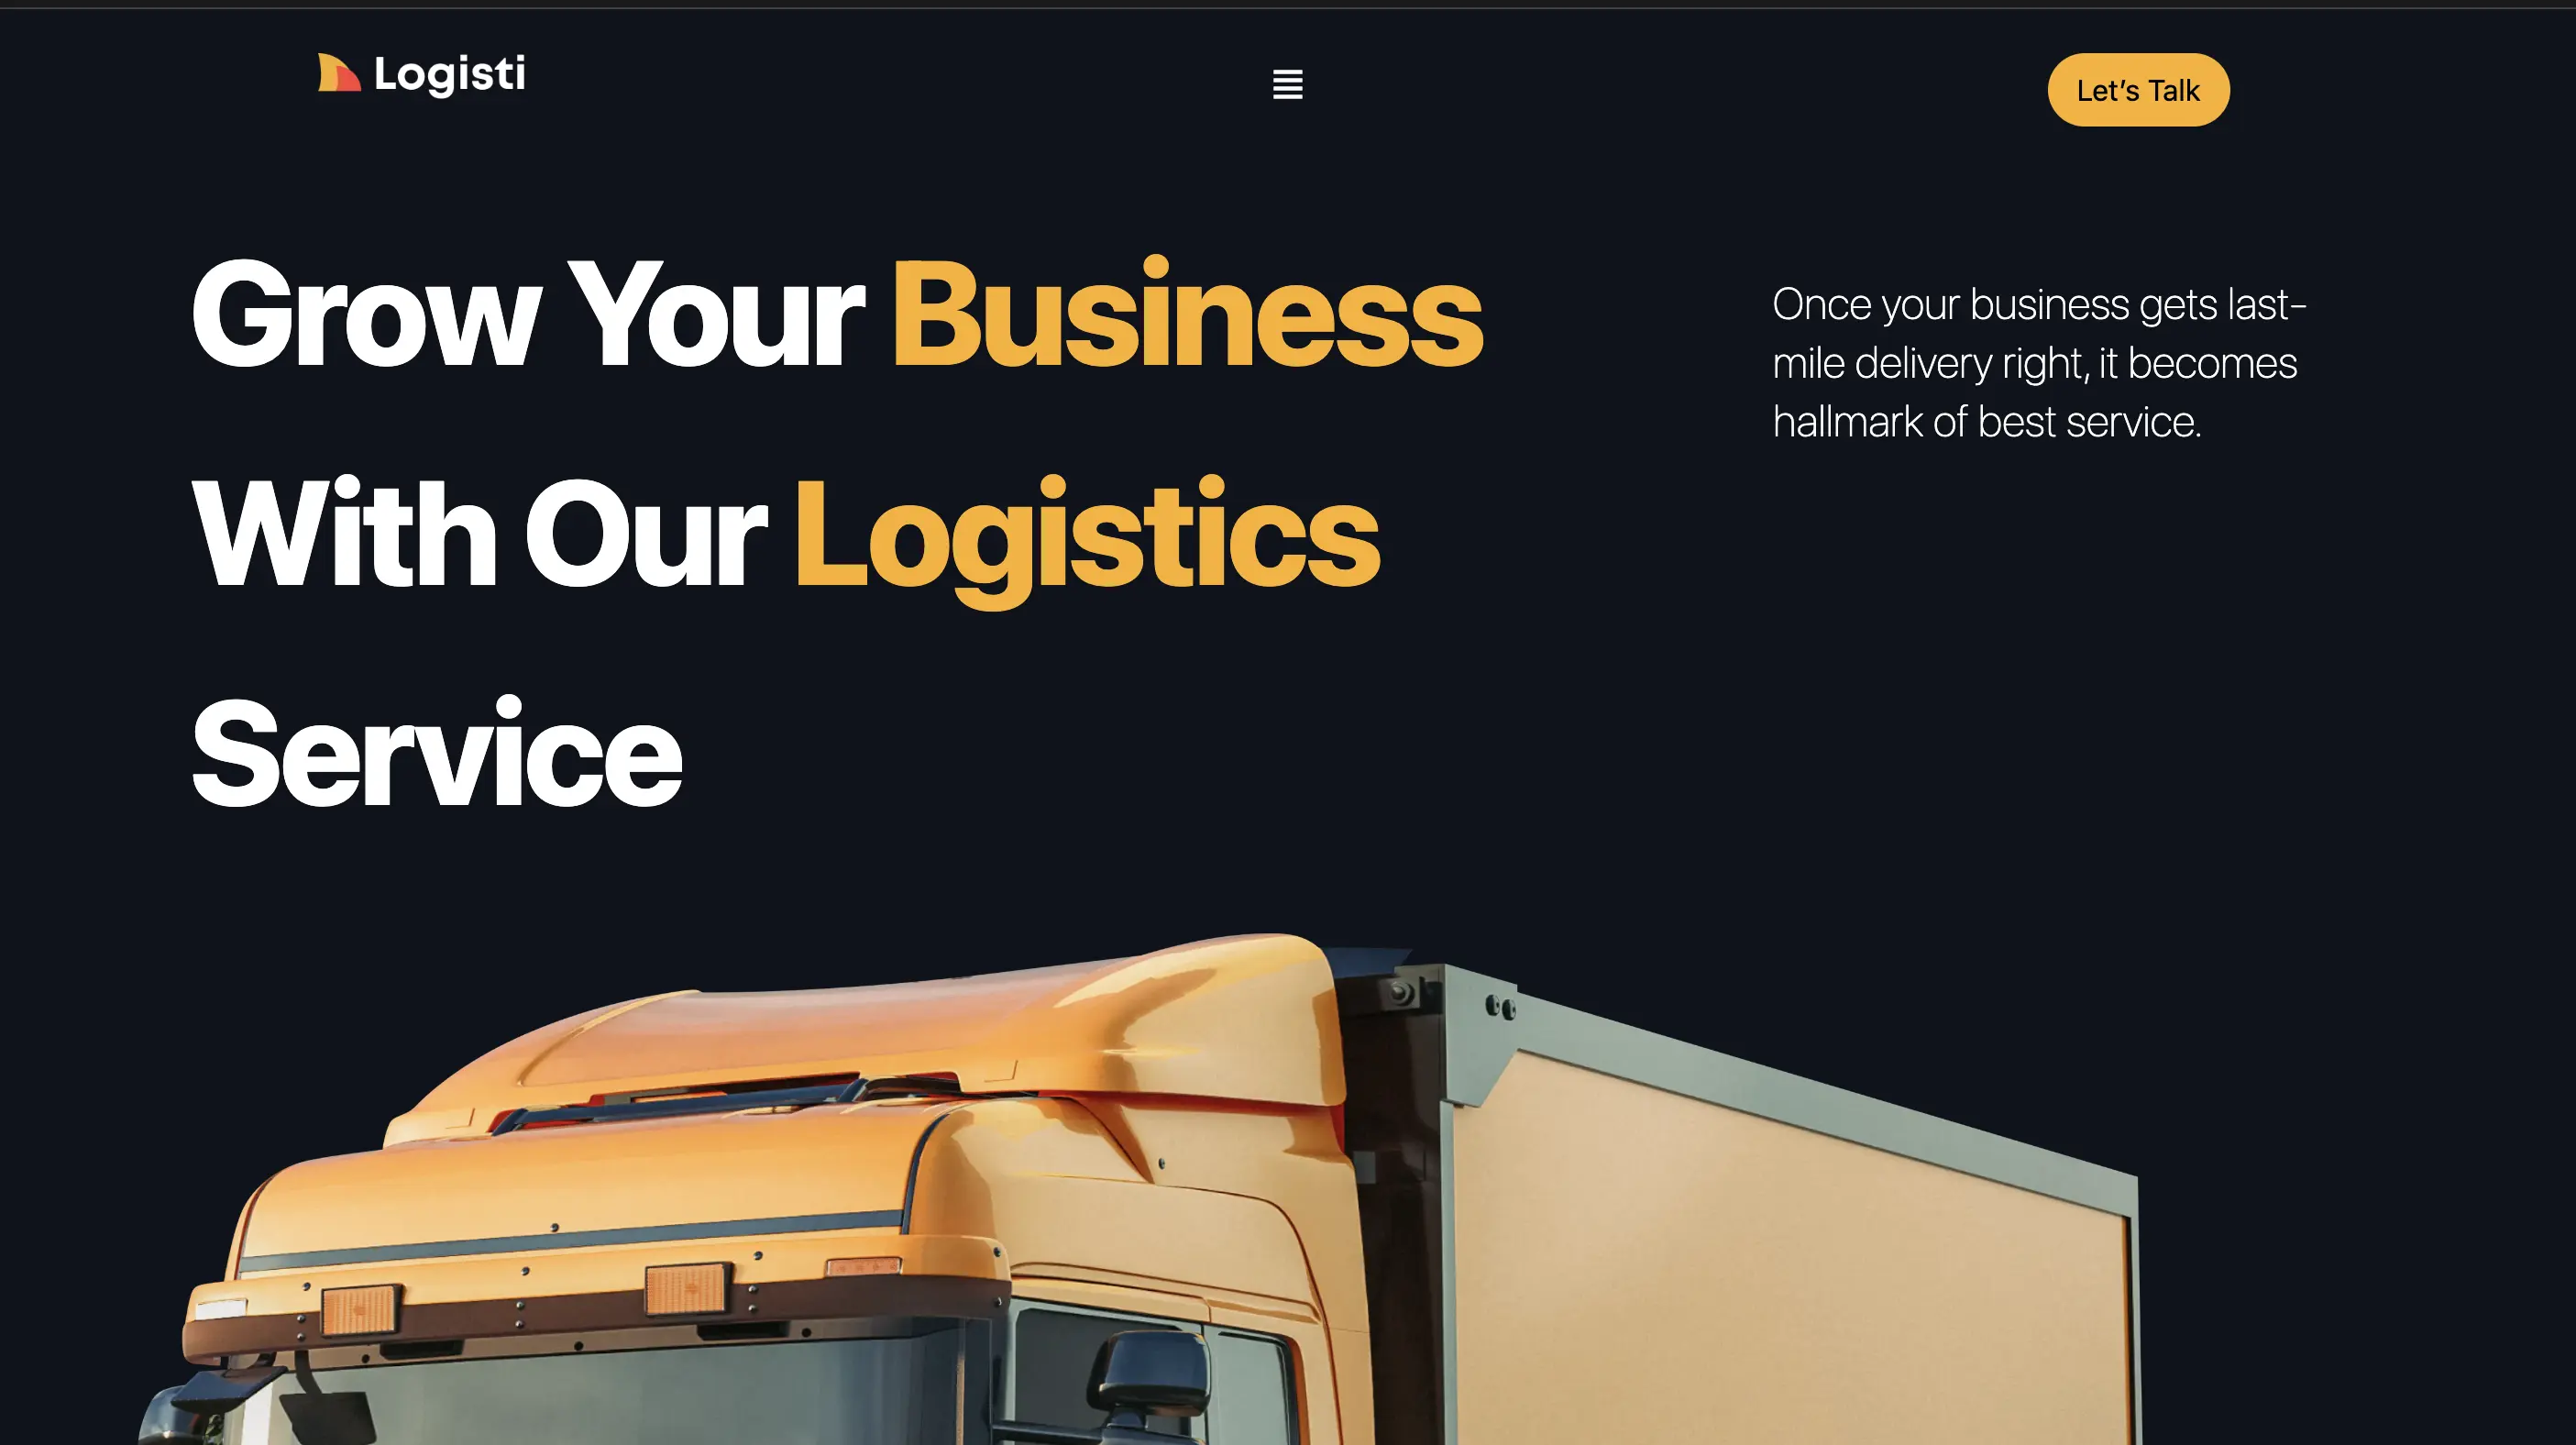 Logisti
Let’s Talk
Grow Your Business
With Our Logistics
Service
Once your business gets last-
mile delivery right, it becomes
hallmark of best service.